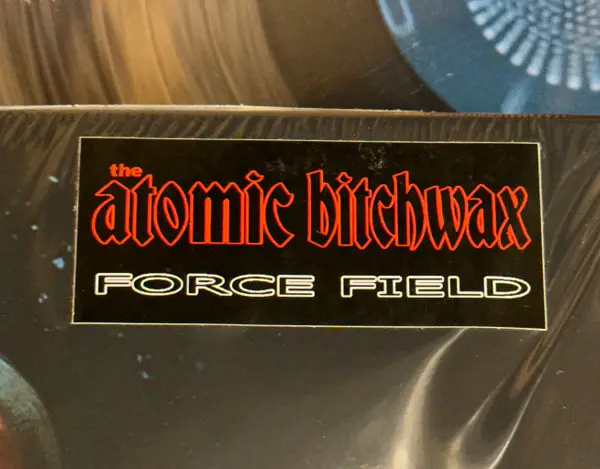 the
atomic bitchwax
FORCE FIELD